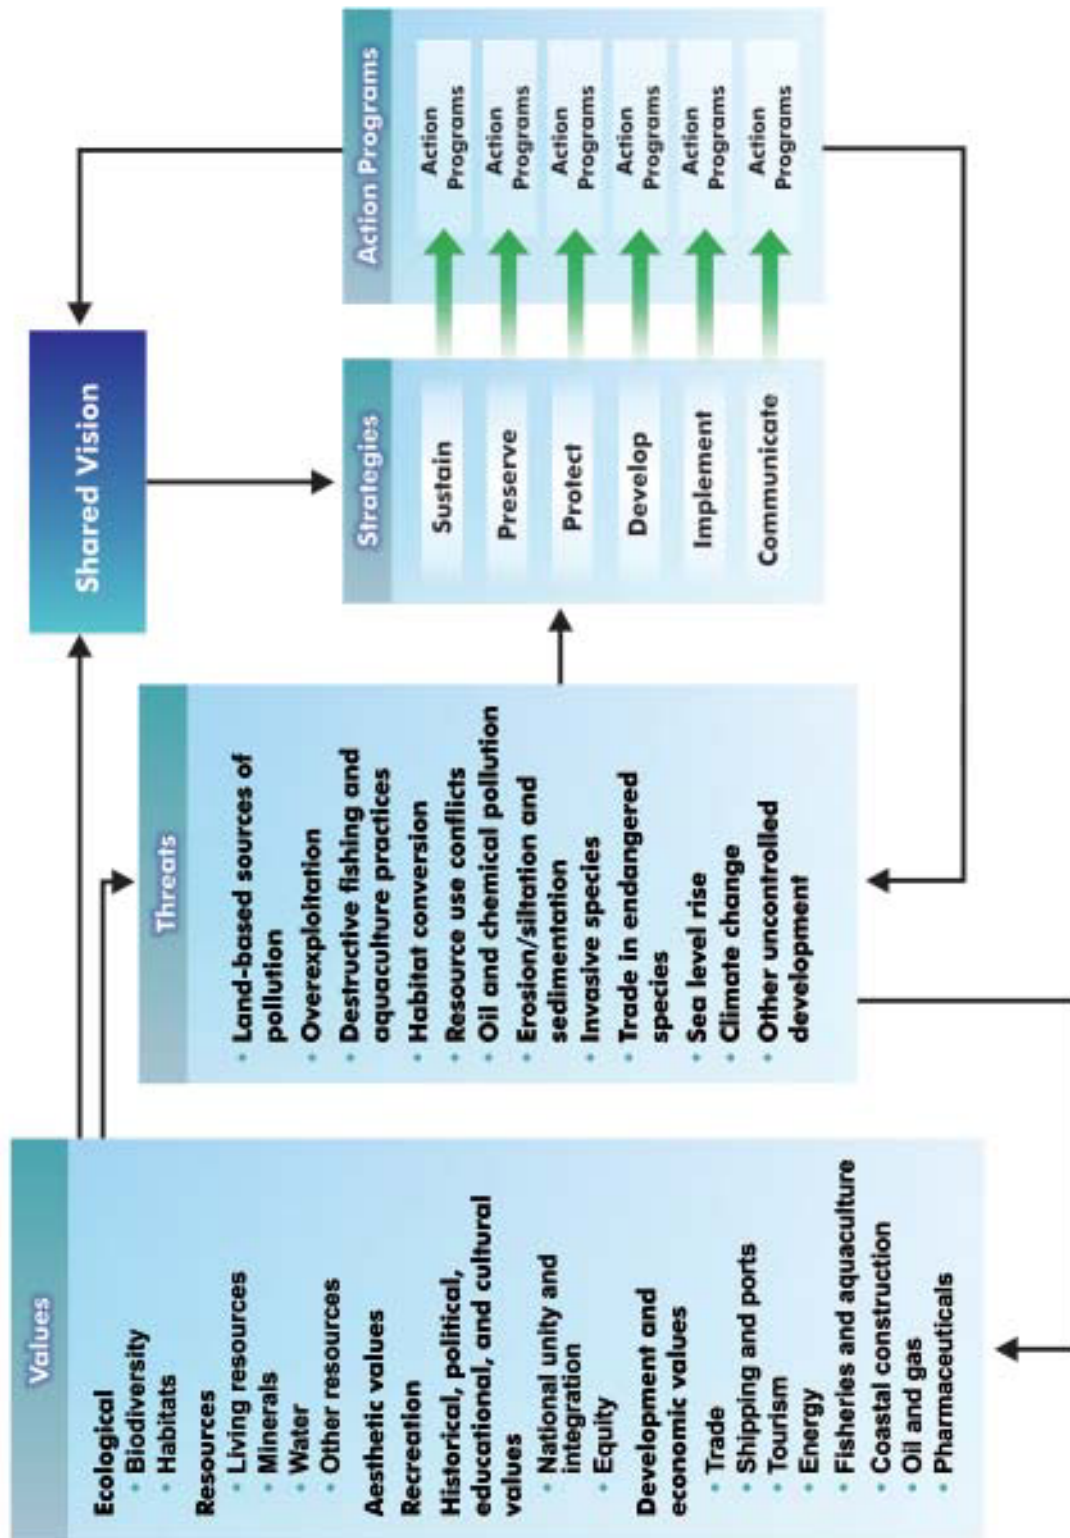 Shared Vision
Values
Ecological
• Biodiversity
• Habitats
Resources
• Living resources
• Minerals
• Water
• Other resources
Aesthetic values
Recreation
Historical, political,
educational, and cultural
values
• National unity and
integration
• Equity
Development and
economic values
• Trade
• Shipping and ports
• Tourism
• Energy
• Fisheries and aquaculture
• Coastal construction
• Oil and gas
• Pharmaceuticals
Threats
• Land-based sources of
pollution
• Overexploitation
• Destructive fishing and
aquaculture practices
• Habitat conversion
• Resource use conflicts
• Oil and chemical pollution
• Erosion/siltation and
sedimentation
• Invasive species
• Trade in endangered
species
• Sea level rise
• Climate change
• Other uncontrolled
development
Strategies
Sustain
Preserve
Protect
Develop
Implement
Communicate
Action Programs
Action
Programs
Action
Programs
Action
Programs
Action
Programs
Action
Programs
Action
Programs